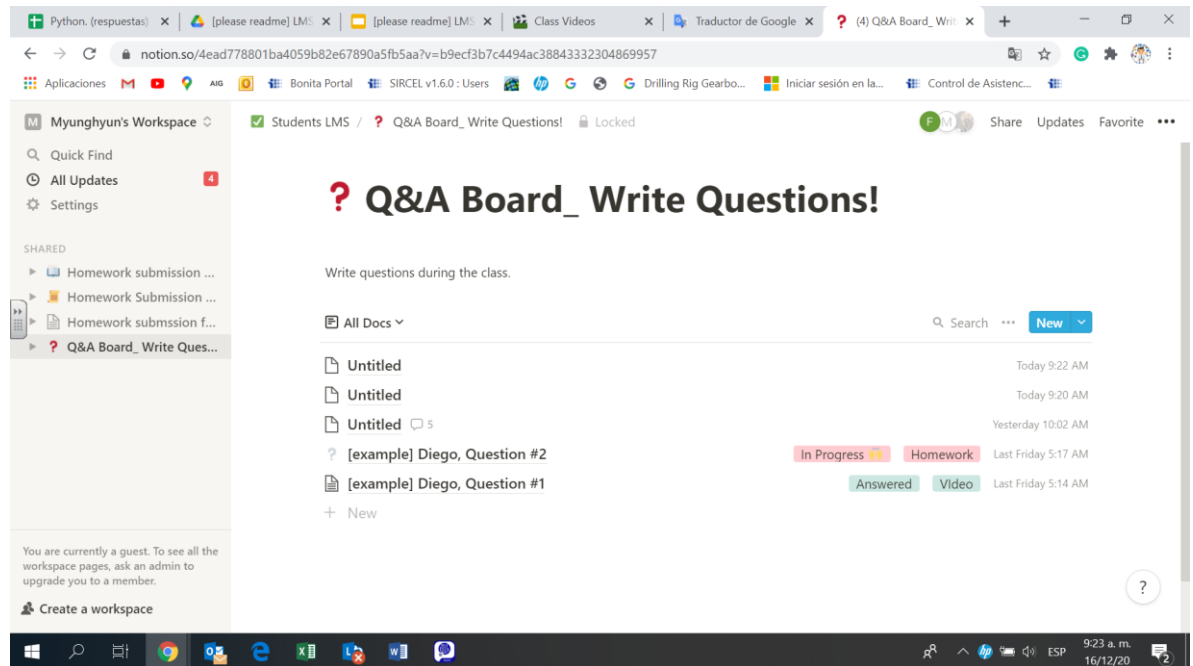 Python. (respuestas)
[please readme] LMS
[please readme] LMS
Class Videos
Traductor de Google
(4) Q&A Board_ Writ
notion.so/4ead778801ba4059b82e67890a5fb5aa?v=b9ecf3b7c4494ac38843332304869957
Aplicaciones AIG Bonita Portal SIRCEL v1.6.0 : Users Drilling Rig Gearbo... Iniciar sesión en la... Control de Asistenc...
M Myunghyun's Workspace
Students LMS / Q&A Board_ Write Questions! Locked
F M Share Updates Favorite
Quick Find
All Updates 4
Settings
SHARED
Homework submission ...
Homework Submission ...
Homework submssion f...
Q&A Board_ Write Ques...
? Q&A Board_ Write Questions!
Write questions during the class.
All Docs Search New
Untitled Today 9:22 AM
Untitled Today 9:20 AM
Untitled 5 Yesterday 10:02 AM
[example] Diego, Question #2 In Progress Homework Last Friday 5:17 AM
[example] Diego, Question #1 Answered VIdeo Last Friday 5:14 AM
+ New
You are currently a guest. To see all the
workspace pages, ask an admin to
upgrade you to a member.
Create a workspace
?
ESP
9:23 a. m.
16/12/20
2